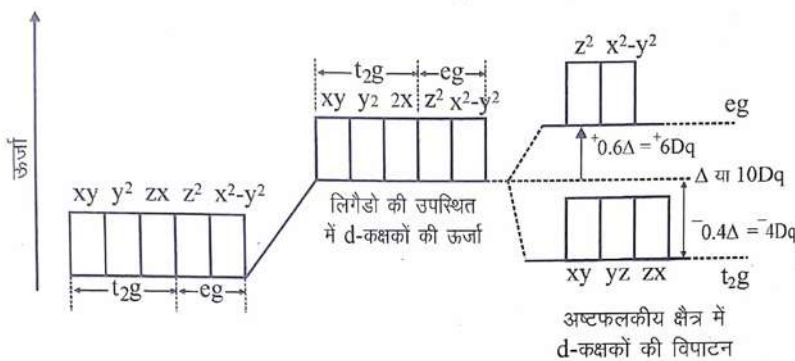 ऊर्जा
xy y² zx z² x²-y²
t₂g eg
t₂g eg
xy y₂ 2x z² x²-y²
लिगैडो की उपस्थित
में d-कक्षकों की ऊर्जा
z² x²-y²
eg
⁺0.6Δ = ⁺6Dq
Δ या 10Dq
⁻0.4Δ = ⁻4Dq
t₂g
xy yz zx
अष्टफलकीय क्षैत्र में
d-कक्षकों की विपाटन